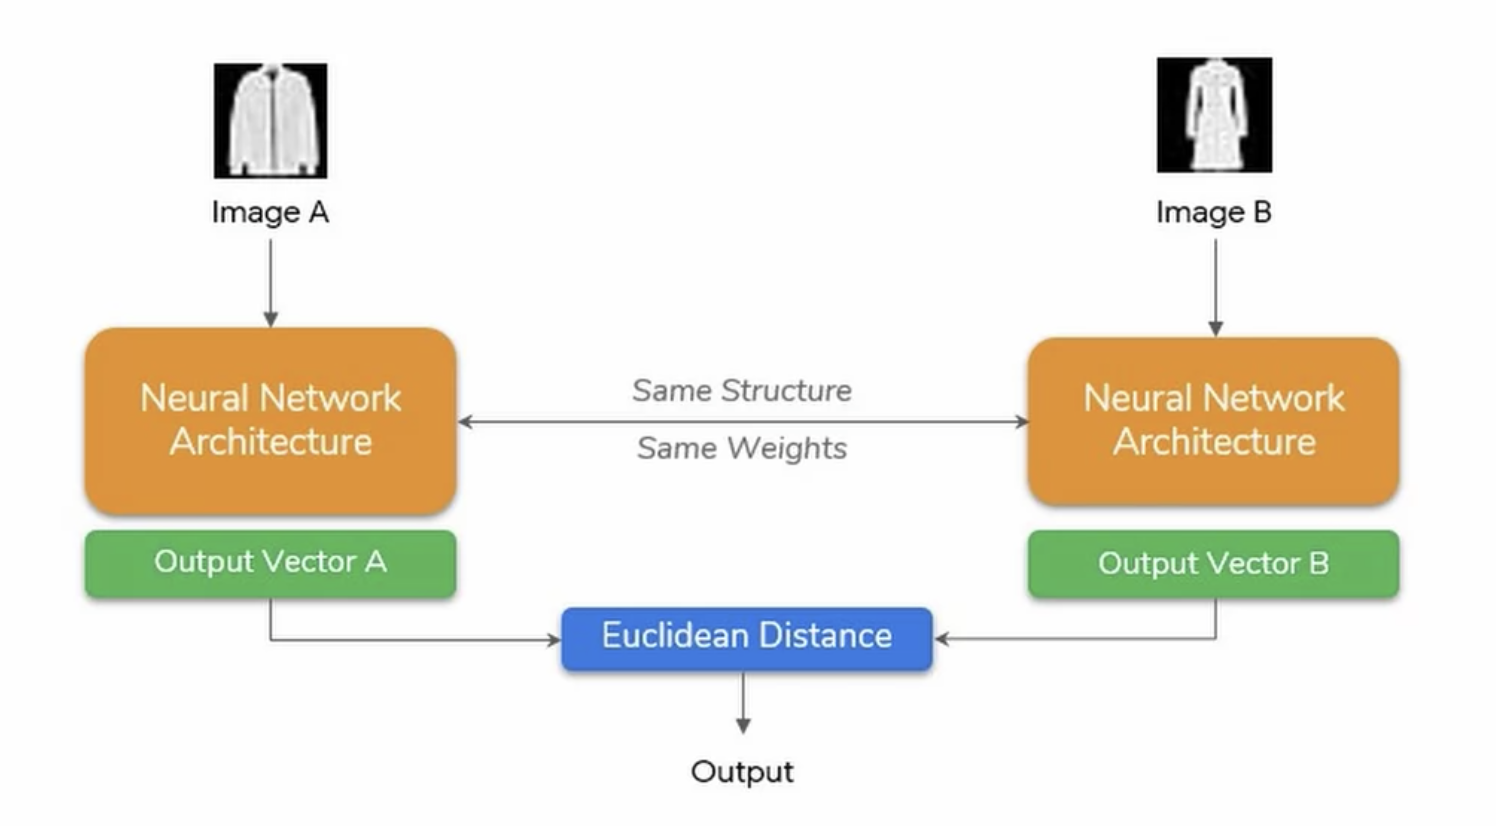 Image A
Image B
Neural Network
Architecture
Same Structure
Same Weights
Neural Network
Architecture
Output Vector A
Output Vector B
Euclidean Distance
Output